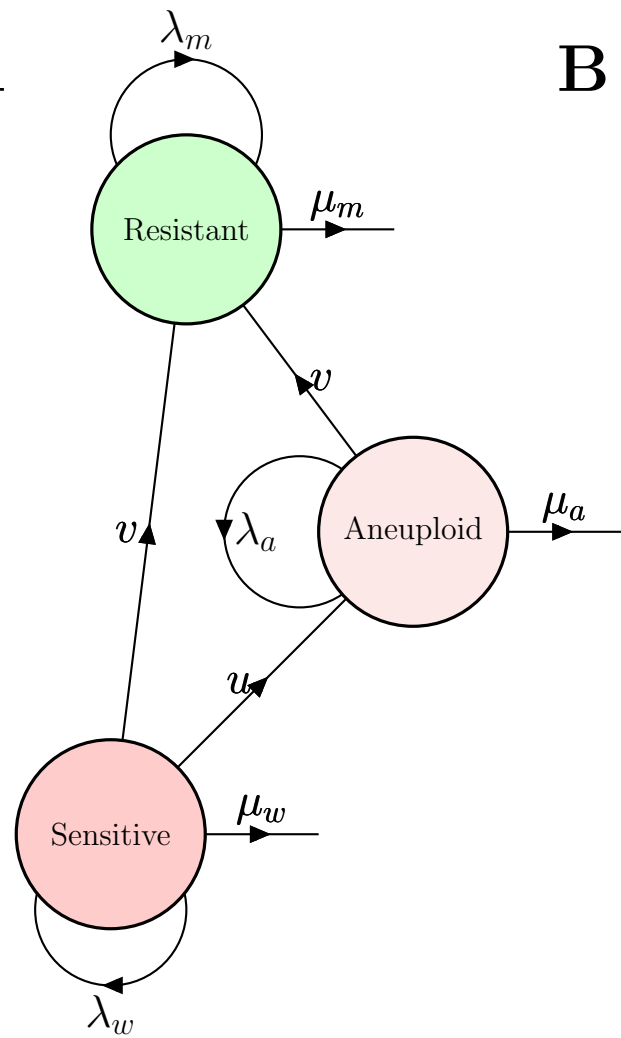 λ_m
B
Resistant
μ_m
v
Aneuploid
μ_a
λ_a
v
u
Sensitive
μ_w
λ_w